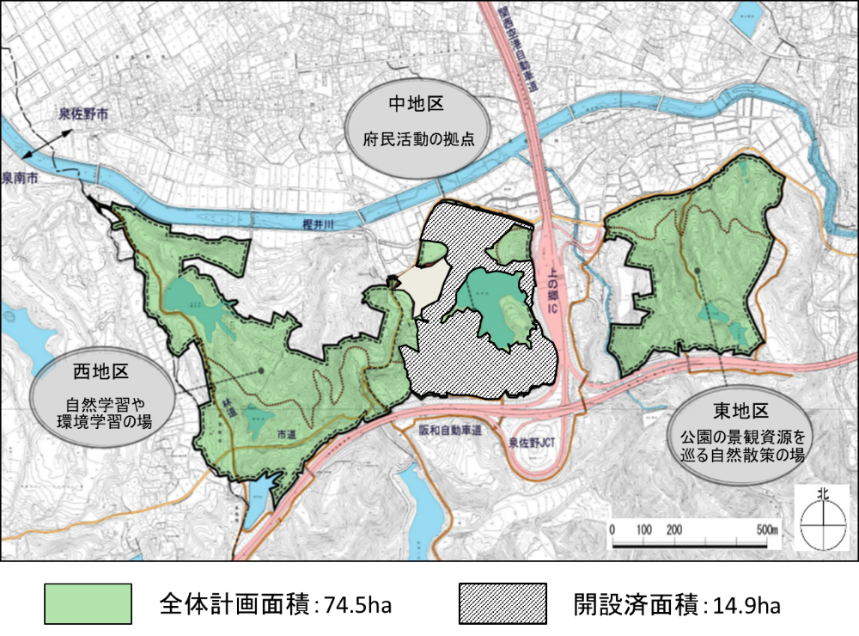 関西空港自動車道
泉佐野市
泉南市
中地区
府民活動の拠点
樫井川
上の郷IC
西地区
自然学習や
環境学習の場
林道
市道
阪和自動車道
泉佐野JCT
東地区
公園の景観資源を
巡る自然散策の場
北
0 100 200 500m
全体計画面積：74.5ha
開設済面積：14.9ha